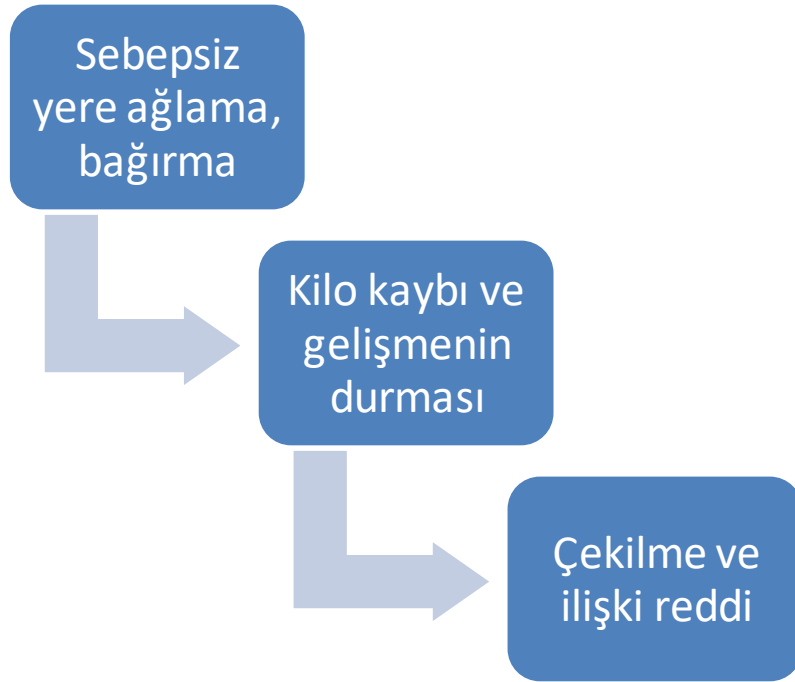 Sebepsiz
yere ağlama,
bağırma
Kilo kaybı ve
gelişmenin
durması
Çekilme ve
ilişki reddi